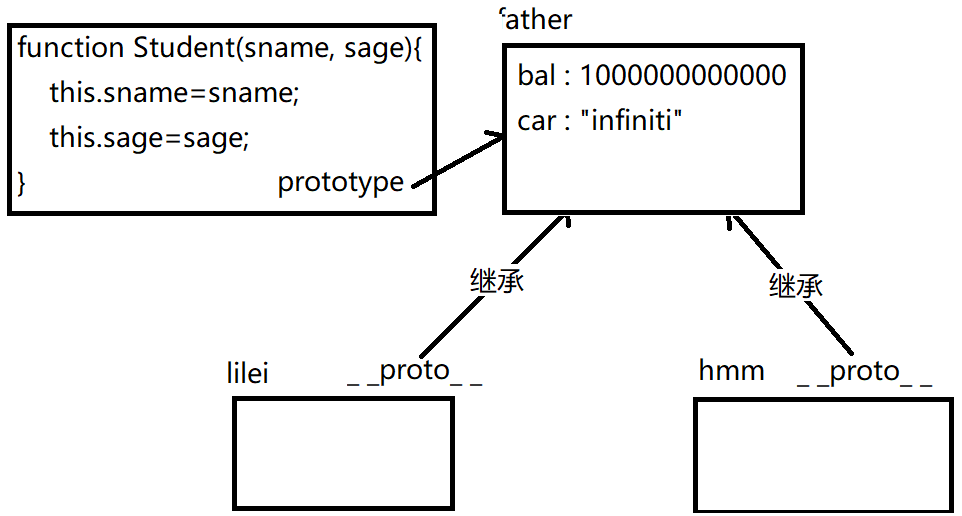 father
function Student(sname, sage){
this.sname=sname;
this.sage=sage;
}
prototype
bal : 1000000000000
car : "infiniti"
继承
继承
lilei
_ _proto_ _
hmm
_ _proto_ _